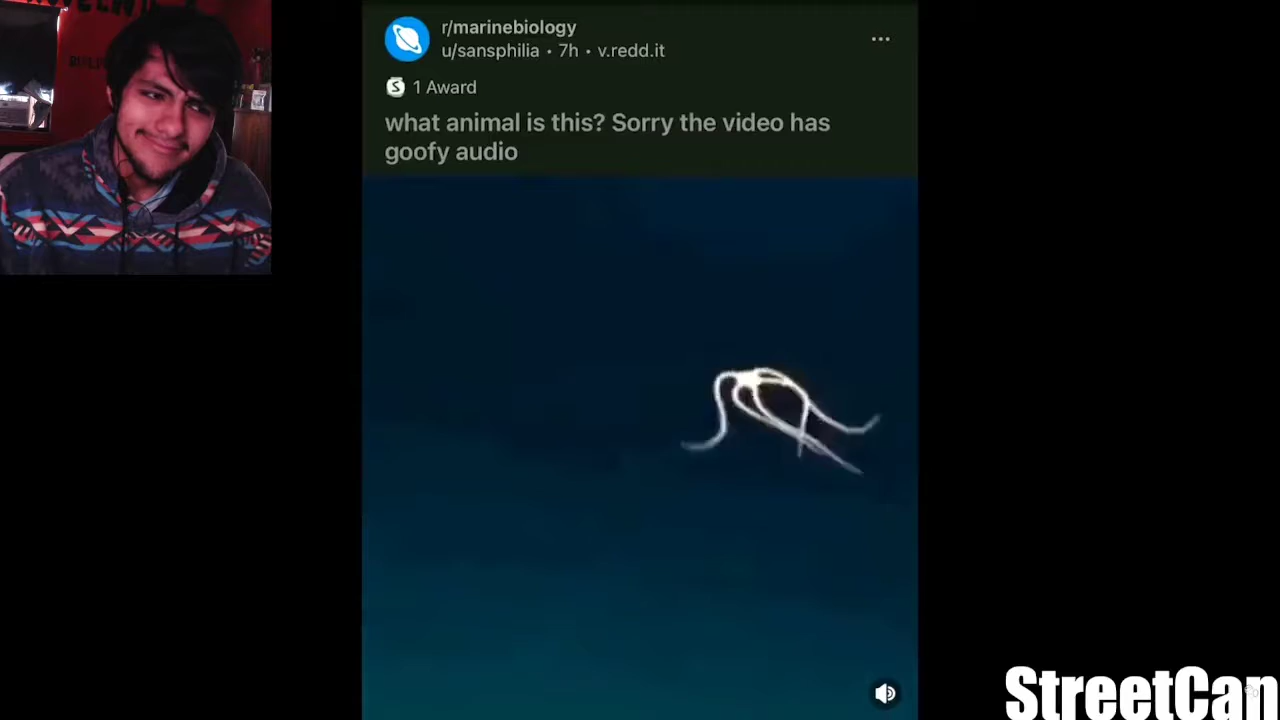 r/marinebiology
u/sansphilia • 7h • v.redd.it
1 Award
what animal is this? Sorry the video has
goofy audio
StreetCan